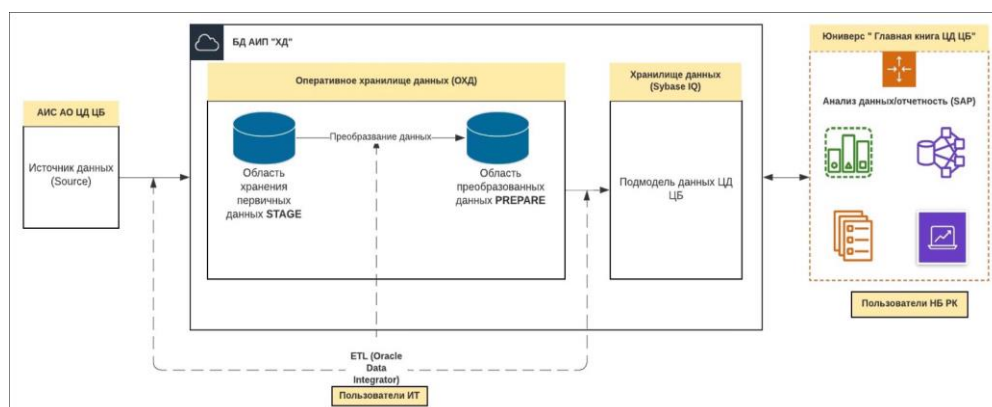 БД АИП "ХД"
АИС АО ЦД ЦБ
Источник данных
(Source)
Оперативное хранилище данных (ОХД)
Преобразвание данных
Область
хранения
первичных
данных STAGE
Область
преобразованных
данных PREPARE
Хранилище данных
(Sybase IQ)
Подмодель данных ЦД
ЦБ
Юниверс " Главная книга ЦД ЦБ"
Анализ данных/отчетность (SAP)
Пользователи НБ РК
ETL (Oracle
Data
Integrator)
Пользователи ИТ